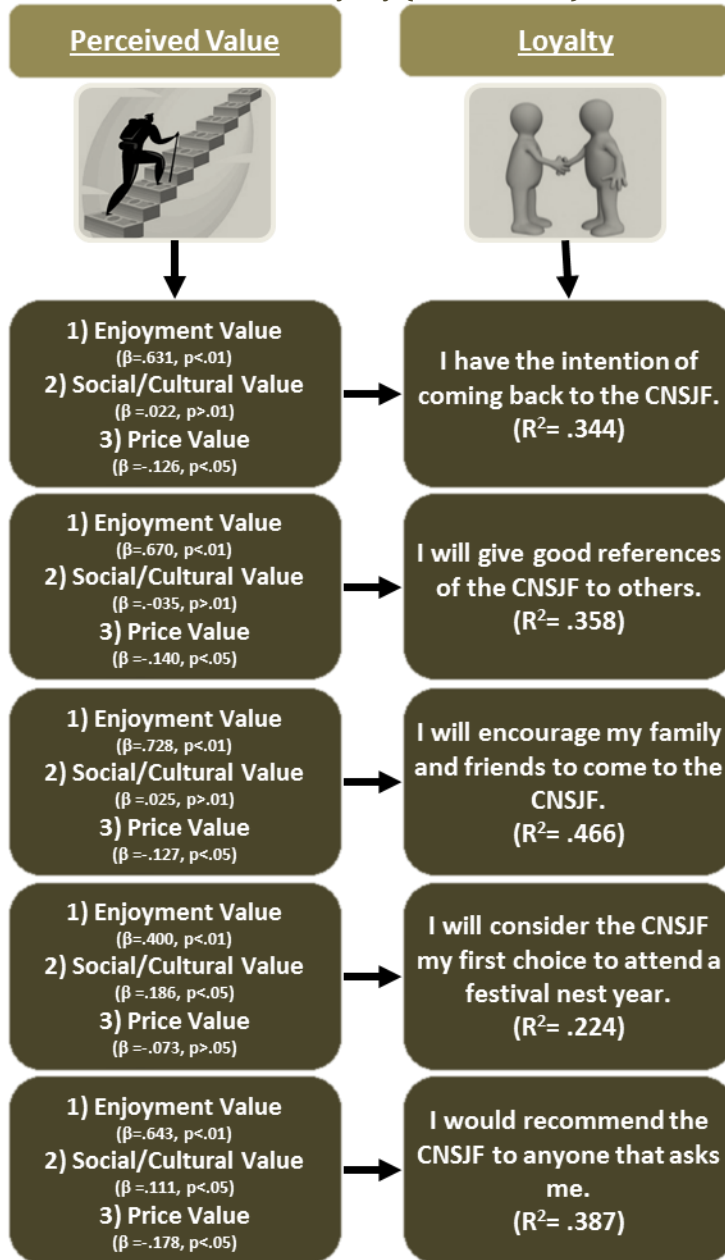 Perceived Value
Loyalty
1) Enjoyment Value
(β=.631, p<.01)
2) Social/Cultural Value
(β =.022, p>.01)
3) Price Value
(β =-.126, p<.05)
I have the intention of
coming back to the CNSJF.
(R²= .344)
1) Enjoyment Value
(β=.670, p<.01)
2) Social/Cultural Value
(β =.-035, p>.01)
3) Price Value
(β =-.140, p<.05)
I will give good references
of the CNSJF to others.
(R²= .358)
1) Enjoyment Value
(β=.728, p<.01)
2) Social/Cultural Value
(β =.025, p>.01)
3) Price Value
(β =-.127, p<.05)
I will encourage my family
and friends to come to the
CNSJF.
(R²= .466)
1) Enjoyment Value
(β=.400, p<.01)
2) Social/Cultural Value
(β =.186, p<.05)
3) Price Value
(β =-.073, p>.05)
I will consider the CNSJF
my first choice to attend a
festival nest year.
(R²= .224)
1) Enjoyment Value
(β=.643, p<.01)
2) Social/Cultural Value
(β =.111, p<.05)
3) Price Value
(β =-.178, p<.05)
I would recommend the
CNSJF to anyone that asks
me.
(R²= .387)